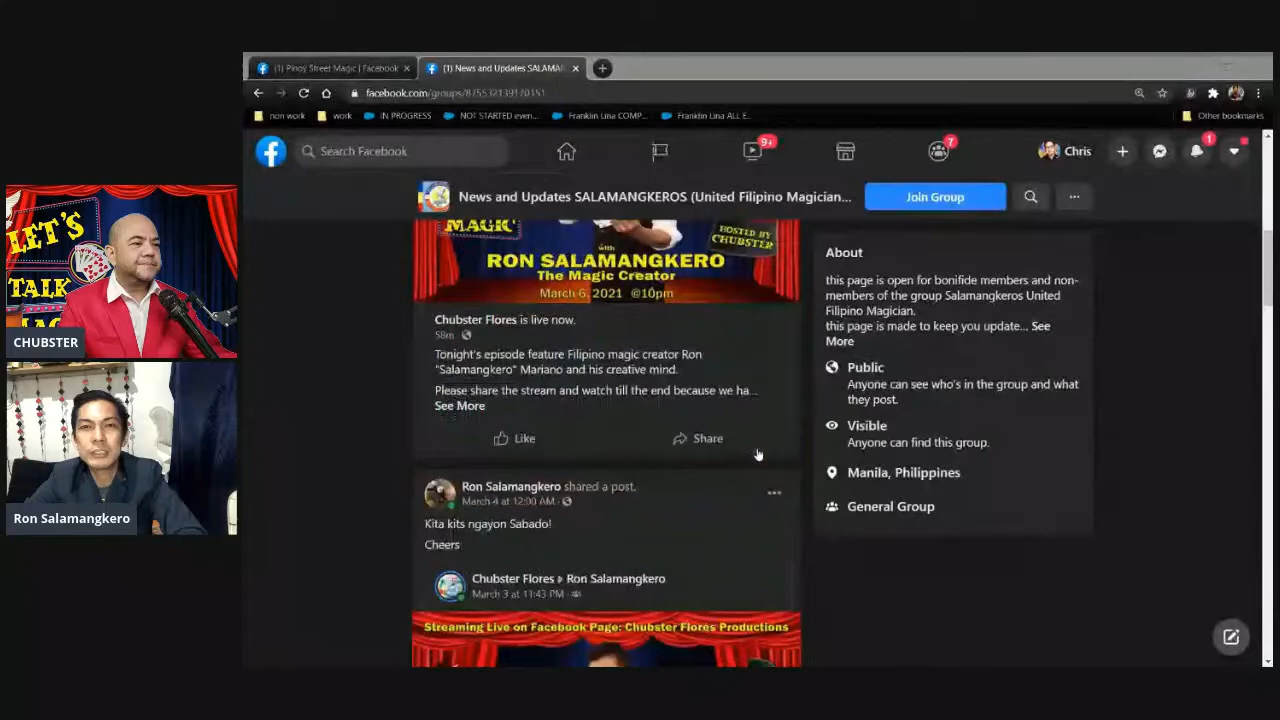 (1) Pinoy Street Magic | Facebook
(1) News and Updates SALAMA
facebook.com/groups/875532139170151
non work
work
IN PROGRESS
NOT STARTED even...
Franklin Lina COMP...
Franklin Lina ALL E...
Other bookmarks
Search Facebook
9+
7
Chris
1
News and Updates SALAMANGKEROS (United Filipino Magician...
Join Group
MAGIC
HOSTED BY
CHUBSTER
with
RON SALAMANGKERO
The Magic Creator
March 6, 2021 @10pm
Chubster Flores is live now.
58m
Tonight's episode feature Filipino magic creator Ron
"Salamangkero" Mariano and his creative mind.
Please share the stream and watch till the end because we ha...
See More
Like
Share
Ron Salamangkero shared a post.
March 4 at 12:00 AM
Kita kits ngayon Sabado!
Cheers
Chubster Flores
Ron Salamangkero
March 3 at 11:43 PM
Streaming Live on Facebook Page: Chubster Flores Productions
About
this page is open for bonifide members and non-
members of the group Salamangkeros United
Filipino Magician.
this page is made to keep you update... See
More
Public
Anyone can see who's in the group and what
they post.
Visible
Anyone can find this group.
Manila, Philippines
General Group
LET'S
TALK
MAG
CHUBSTER
Ron Salamangkero